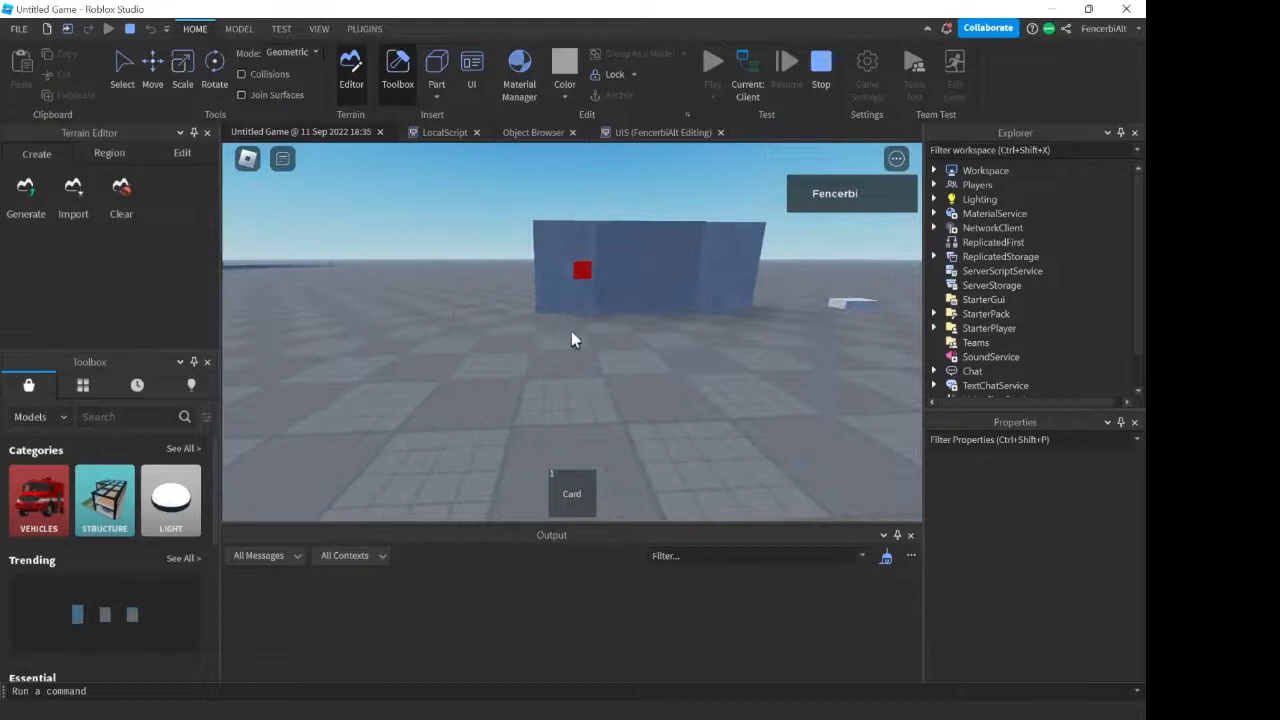 Untitled Game - Roblox Studio
FILE HOME MODEL TEST VIEW PLUGINS Collaborate FencerbiAlt
Paste Copy Cut Duplicate
Clipboard
Select Move Scale Rotate
Mode: Geometric
Collisions
Join Surfaces
Tools
Editor
Terrain
Toolbox Part UI
Insert
Material Manager Color Group As a Model Lock Anchor
Edit
Play Current: Client Resume Stop
Test
Game Settings
Settings
Team Test Exit Game
Team Test
Terrain Editor
Create Region Edit
Generate Import Clear
Toolbox
Models Search
Categories See All >
VEHICLES STRUCTURE LIGHT
Trending See All >
Essential
Run a command
Untitled Game @ 11 Sep 2022 18:35 LocalScript Object Browser UIS (FencerbiAlt Editing)
Fencerbi
1
Card
Output
All Messages All Contexts Filter...
Explorer
Filter workspace (Ctrl+Shift+X)
Workspace
Players
Lighting
MaterialService
NetworkClient
ReplicatedFirst
ReplicatedStorage
ServerScriptService
ServerStorage
StarterGui
StarterPack
StarterPlayer
Teams
SoundService
Chat
TextChatService
Properties
Filter Properties (Ctrl+Shift+P)